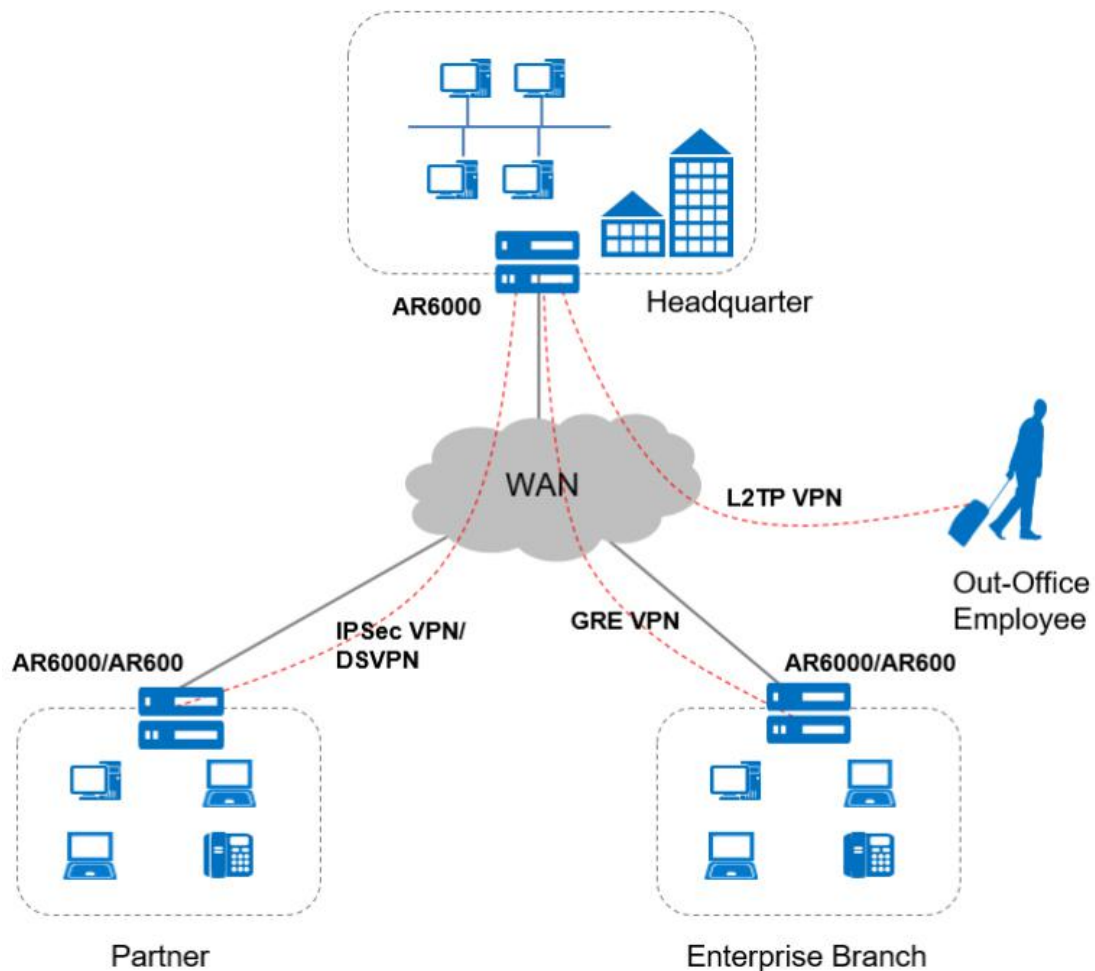 AR6000
Headquarter
WAN
L2TP VPN
Out-Office
Employee
IPSec VPN/
DSVPN
GRE VPN
AR6000/AR600
AR6000/AR600
Partner
Enterprise Branch